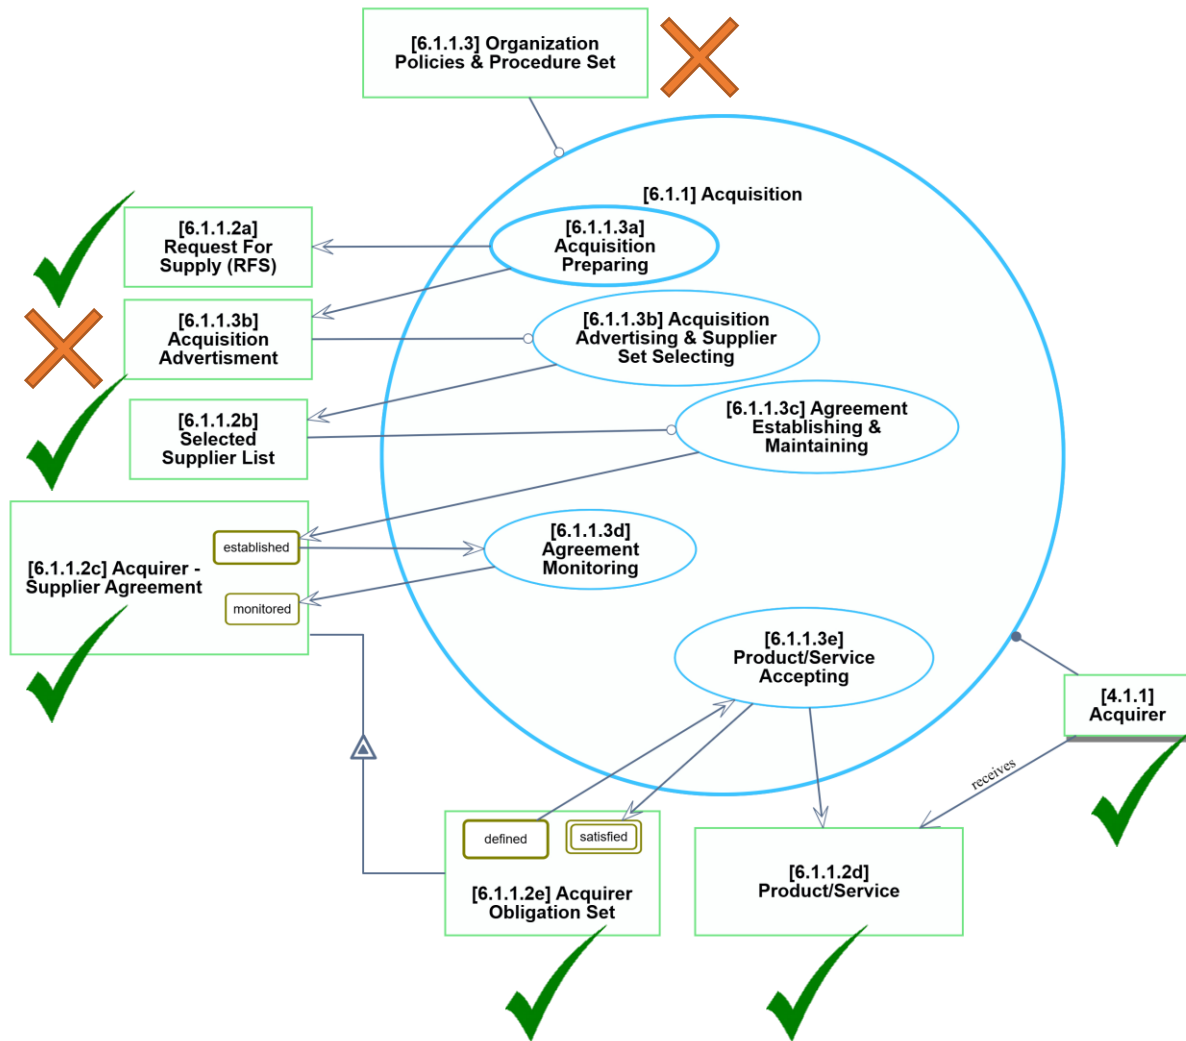 [6.1.1.3] Organization
Policies & Procedure Set
[6.1.1] Acquisition
[6.1.1.2a]
Request For
Supply (RFS)
[6.1.1.3a]
Acquisition
Preparing
[6.1.1.3b]
Acquisition
Advertisment
[6.1.1.3b] Acquisition
Advertising & Supplier
Set Selecting
[6.1.1.2b]
Selected
Supplier List
[6.1.1.3c] Agreement
Establishing &
Maintaining
[6.1.1.2c] Acquirer -
Supplier Agreement
established
monitored
[6.1.1.3d]
Agreement
Monitoring
[6.1.1.3e]
Product/Service
Accepting
[4.1.1]
Acquirer
receives
defined
satisfied
[6.1.1.2e] Acquirer
Obligation Set
[6.1.1.2d]
Product/Service